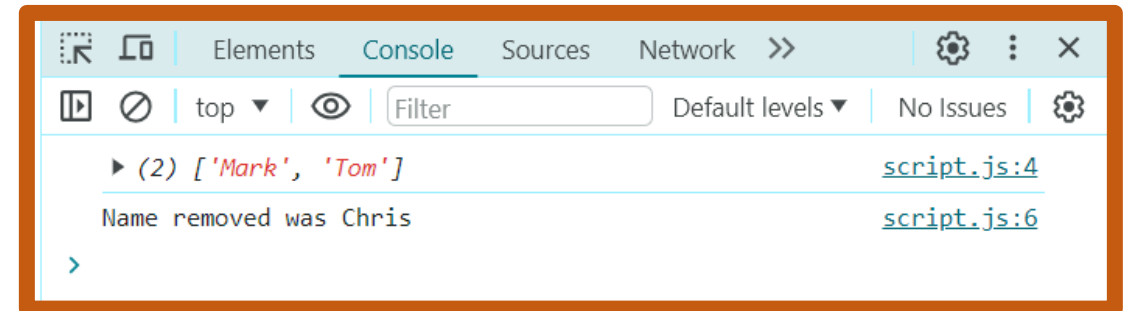 Elements Console Sources Network
top Filter Default levels No Issues
(2) ['Mark', 'Tom'] script.js:4
Name removed was Chris script.js:6